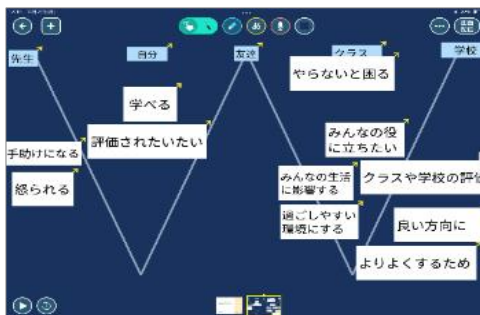 先生
自分
友達
クラス
学校
やらないと困る
学べる
評価されたいたい
手助けになる
怒られる
みんなの役
に立ちたい
みんなの生活
に影響する
クラスや学校の評価
過ごしやすい
環境にする
良い方向に
よりよくするため